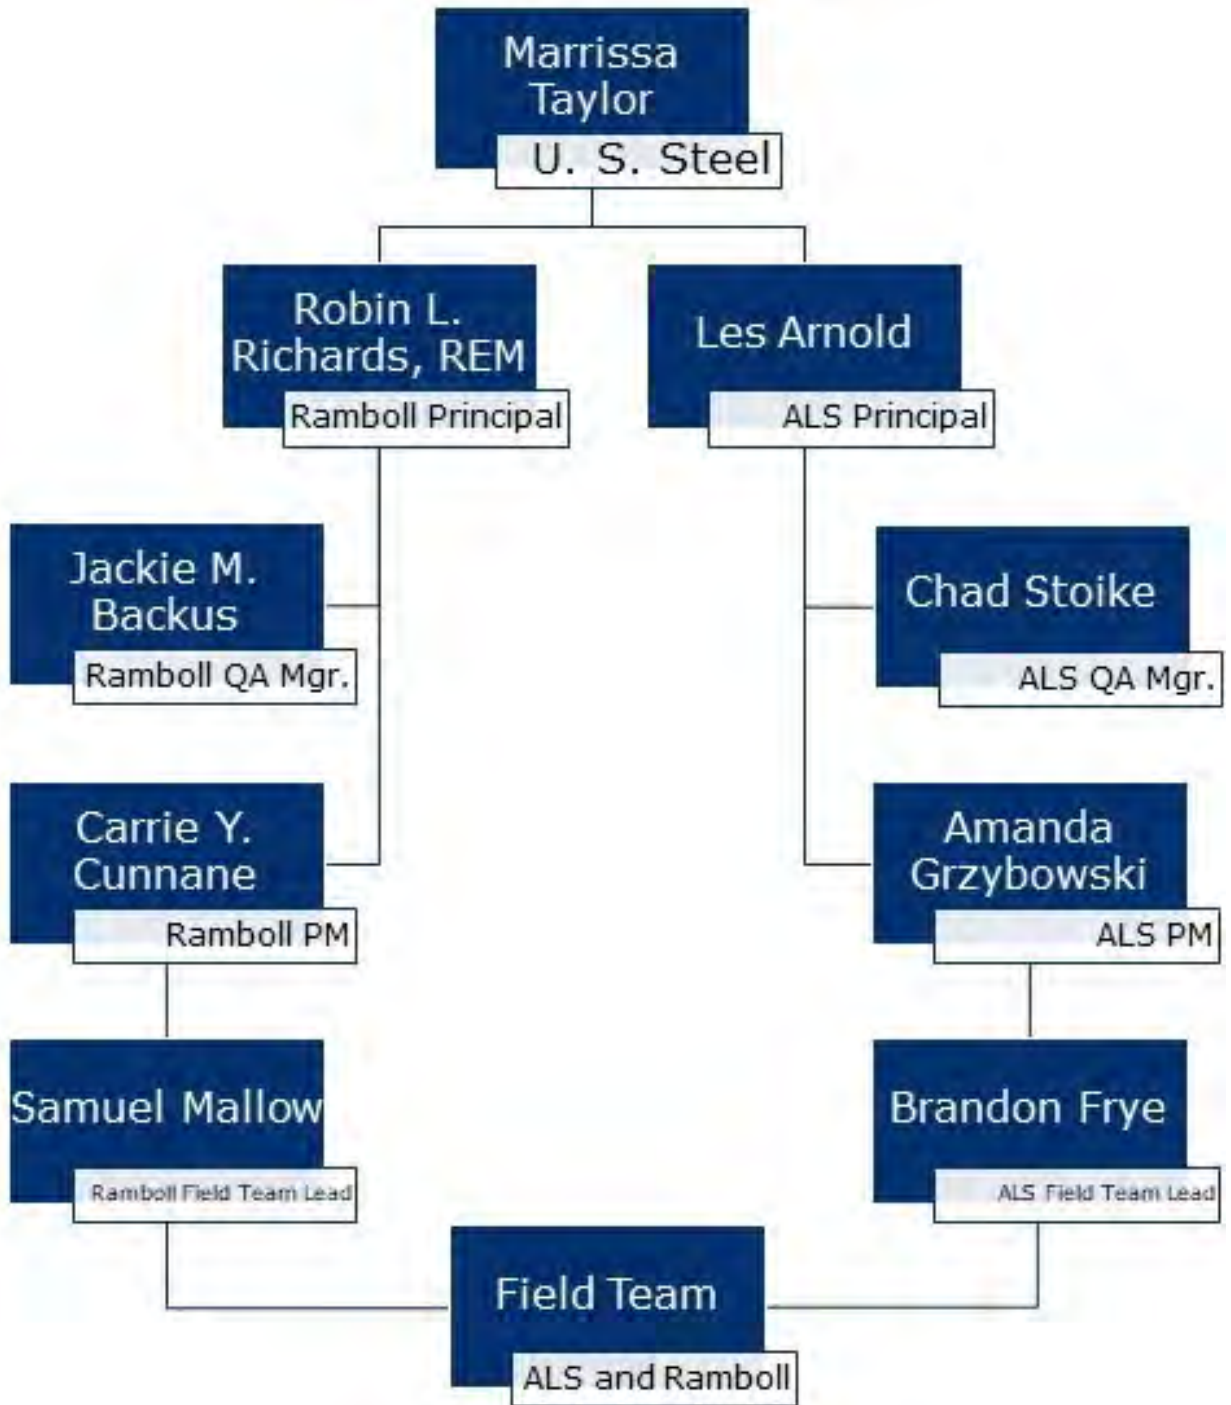 Marrissa
Taylor
U. S. Steel
Robin L.
Richards, REM
Ramboll Principal
Les Arnold
ALS Principal
Jackie M.
Backus
Ramboll QA Mgr.
Chad Stoike
ALS QA Mgr.
Carrie Y.
Cunnane
Ramboll PM
Amanda
Grzybowski
ALS PM
Samuel Mallow
Ramboll Field Team Lead
Brandon Frye
ALS Field Team Lead
Field Team
ALS and Ramboll